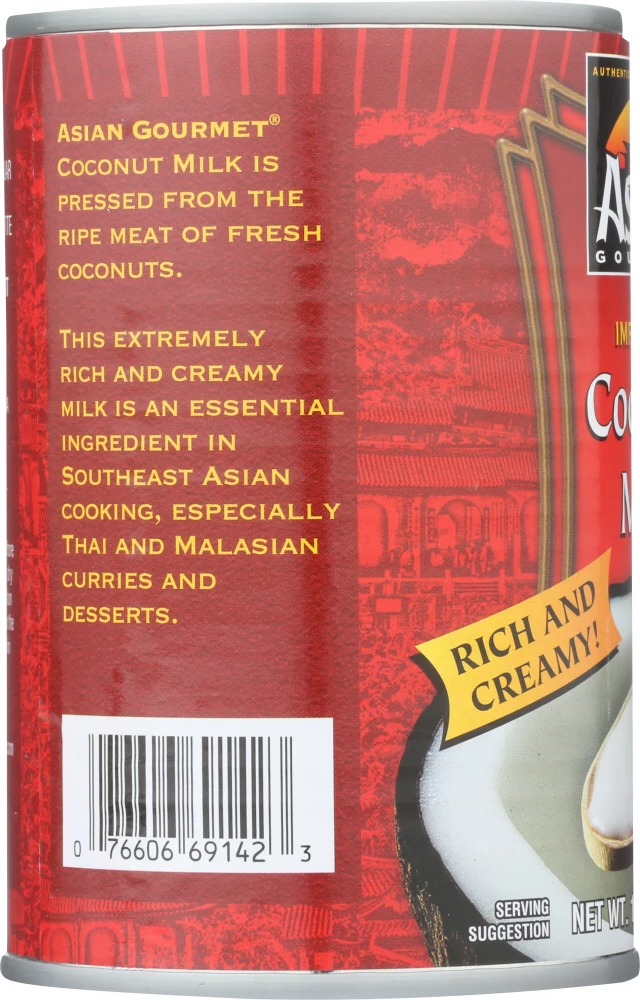 ASIAN GOURMET®
COCONUT MILK IS
PRESSED FROM THE
RIPE MEAT OF FRESH
COCONUTS.
THIS EXTREMELY
RICH AND CREAMY
MILK IS AN ESSENTIAL
INGREDIENT IN
SOUTHEAST ASIAN
COOKING, ESPECIALLY
THAI AND MALASIAN
CURRIES AND
DESSERTS.
0 76606 69142 3
RICH AND
CREAMY!
SERVING
SUGGESTION
NET WT.